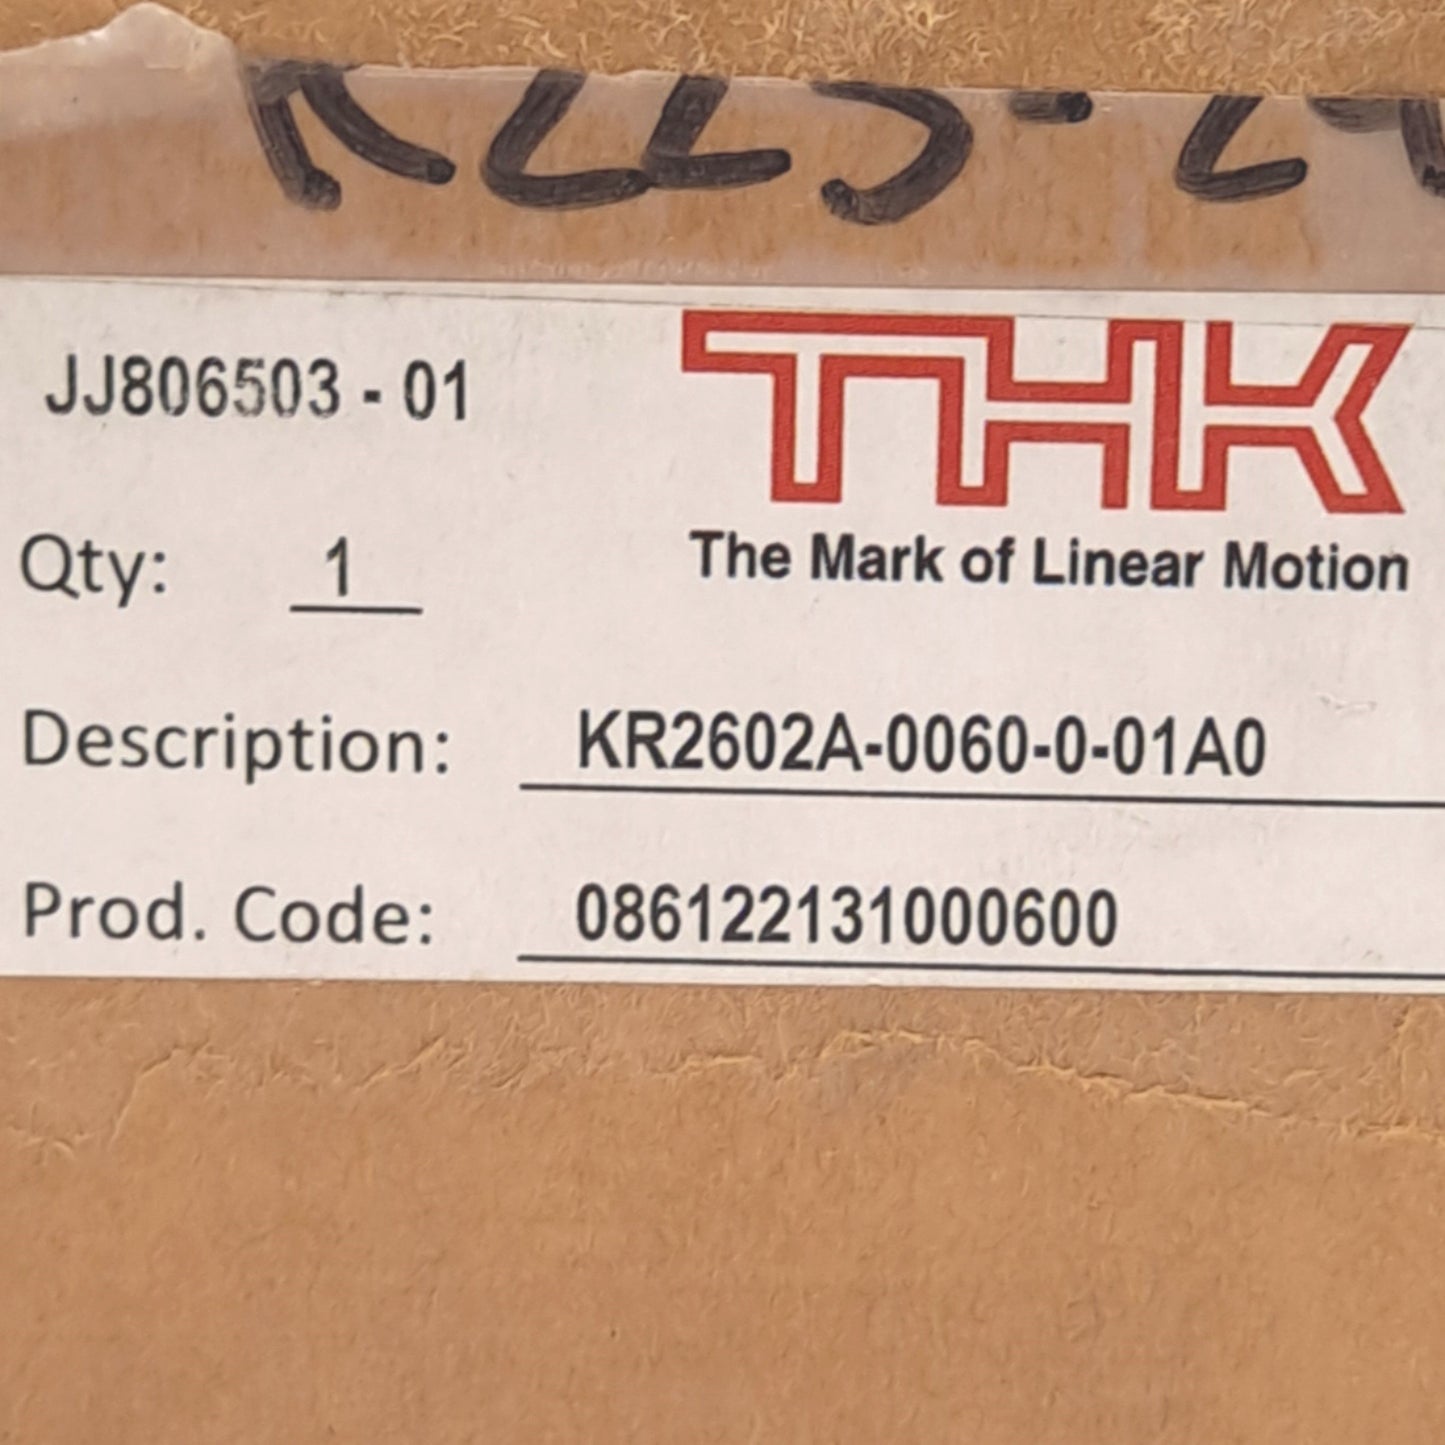 JJ806503 - 01
THK
The Mark of Linear Motion
Qty: 1
Description: KR2602A-0060-0-01A0
Prod. Code: 086122131000600